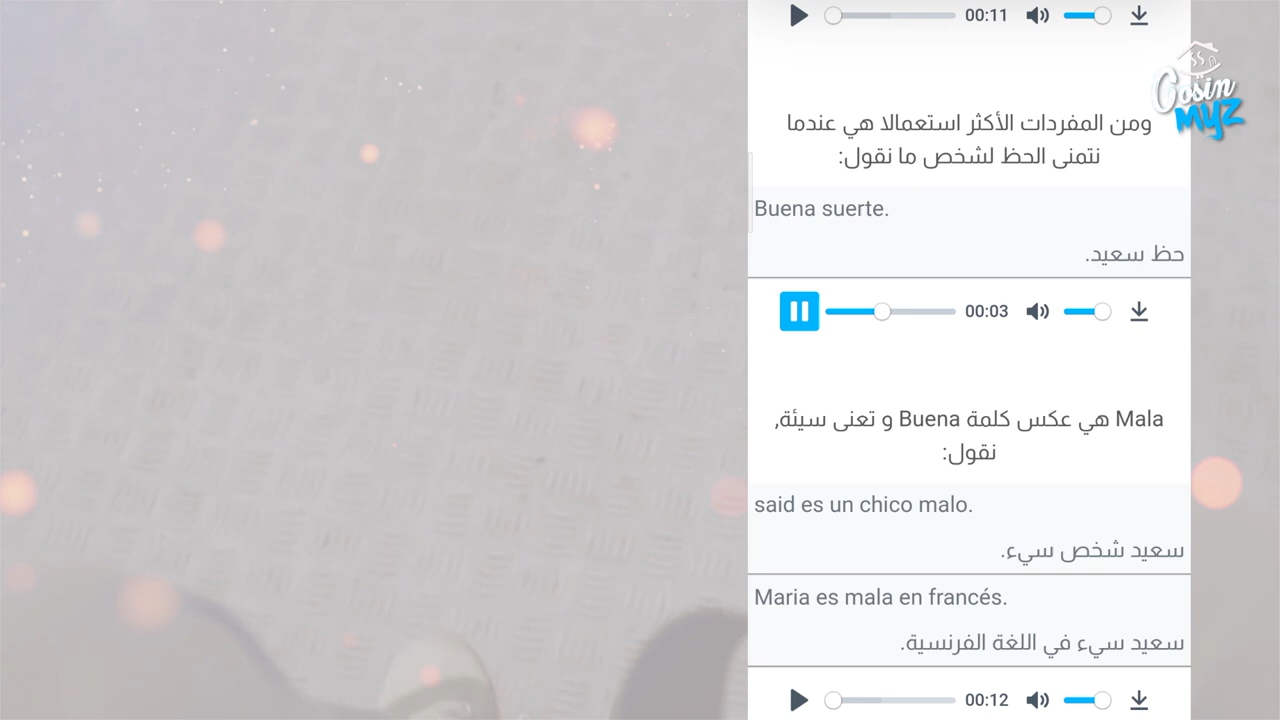 00:11
Cosin
MYZ
ومن المفردات الأكثر استعمالا هي عندما
نتمنى الحظ لشخص ما نقول:
Buena suerte.
حظ سعيد.
00:03
Mala هي عكس كلمة Buena و تعنى سيئة,
نقول:
said es un chico malo.
سعيد شخص سيء.
Maria es mala en francés.
سعيد سيء في اللغة الفرنسية.
00:12